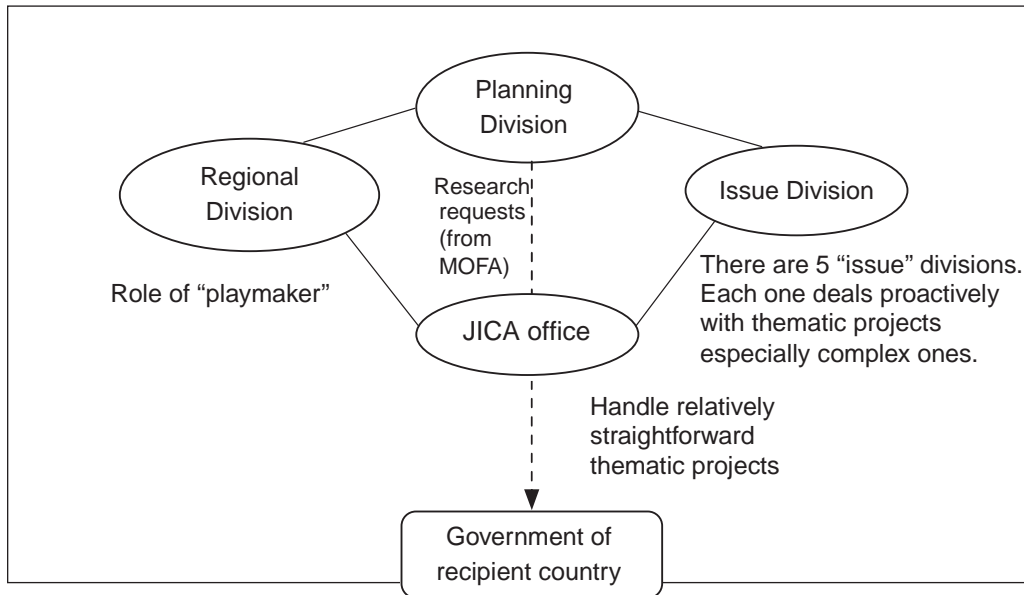 Planning
Division
Regional
Division
Research
requests
(from
MOFA)
Issue Division
Role of “playmaker”
There are 5 “issue” divisions.
Each one deals proactively
with thematic projects
especially complex ones.
JICA office
Handle relatively
straightforward
thematic projects
Government of
recipient country